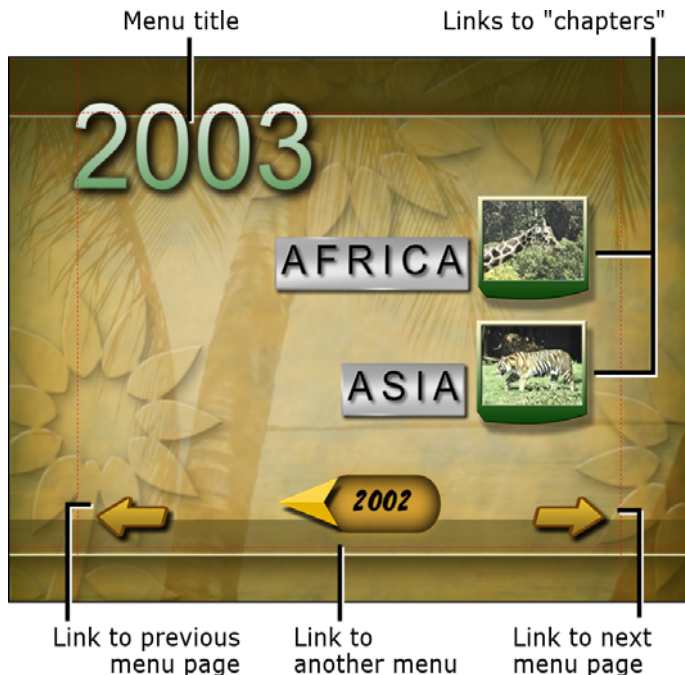 Menu title
Links to "chapters"
2003
AFRICA
ASIA
2002
Link to previous
menu page
Link to
another menu
Link to next
menu page